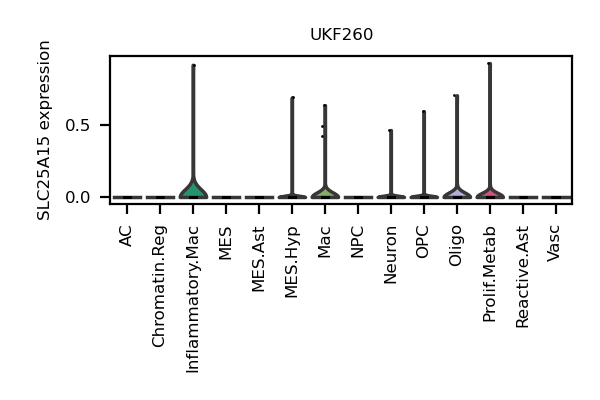 UKF260
SLC25A15 expression
0.5
0.0
AC
Chromatin.Reg
Inflammatory.Mac
MES
MES.Ast
MES.Hyp
Mac
NPC
Neuron
OPC
Oligo
Prolif.Metab
Reactive.Ast
Vasc